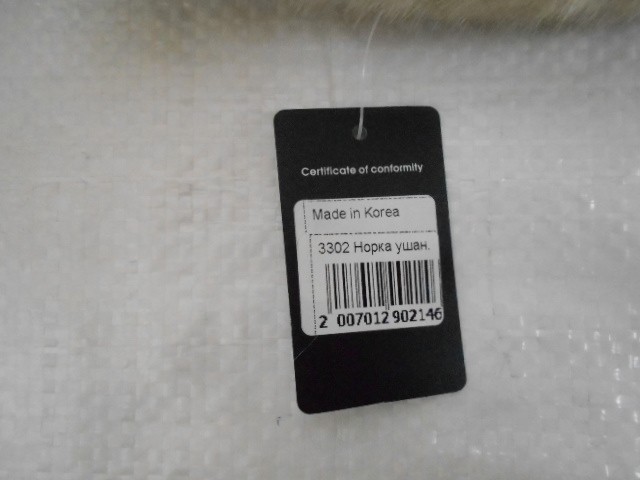 Certificate of conformity
Made in Korea
3302 Норка ушан.
2 007012 902146